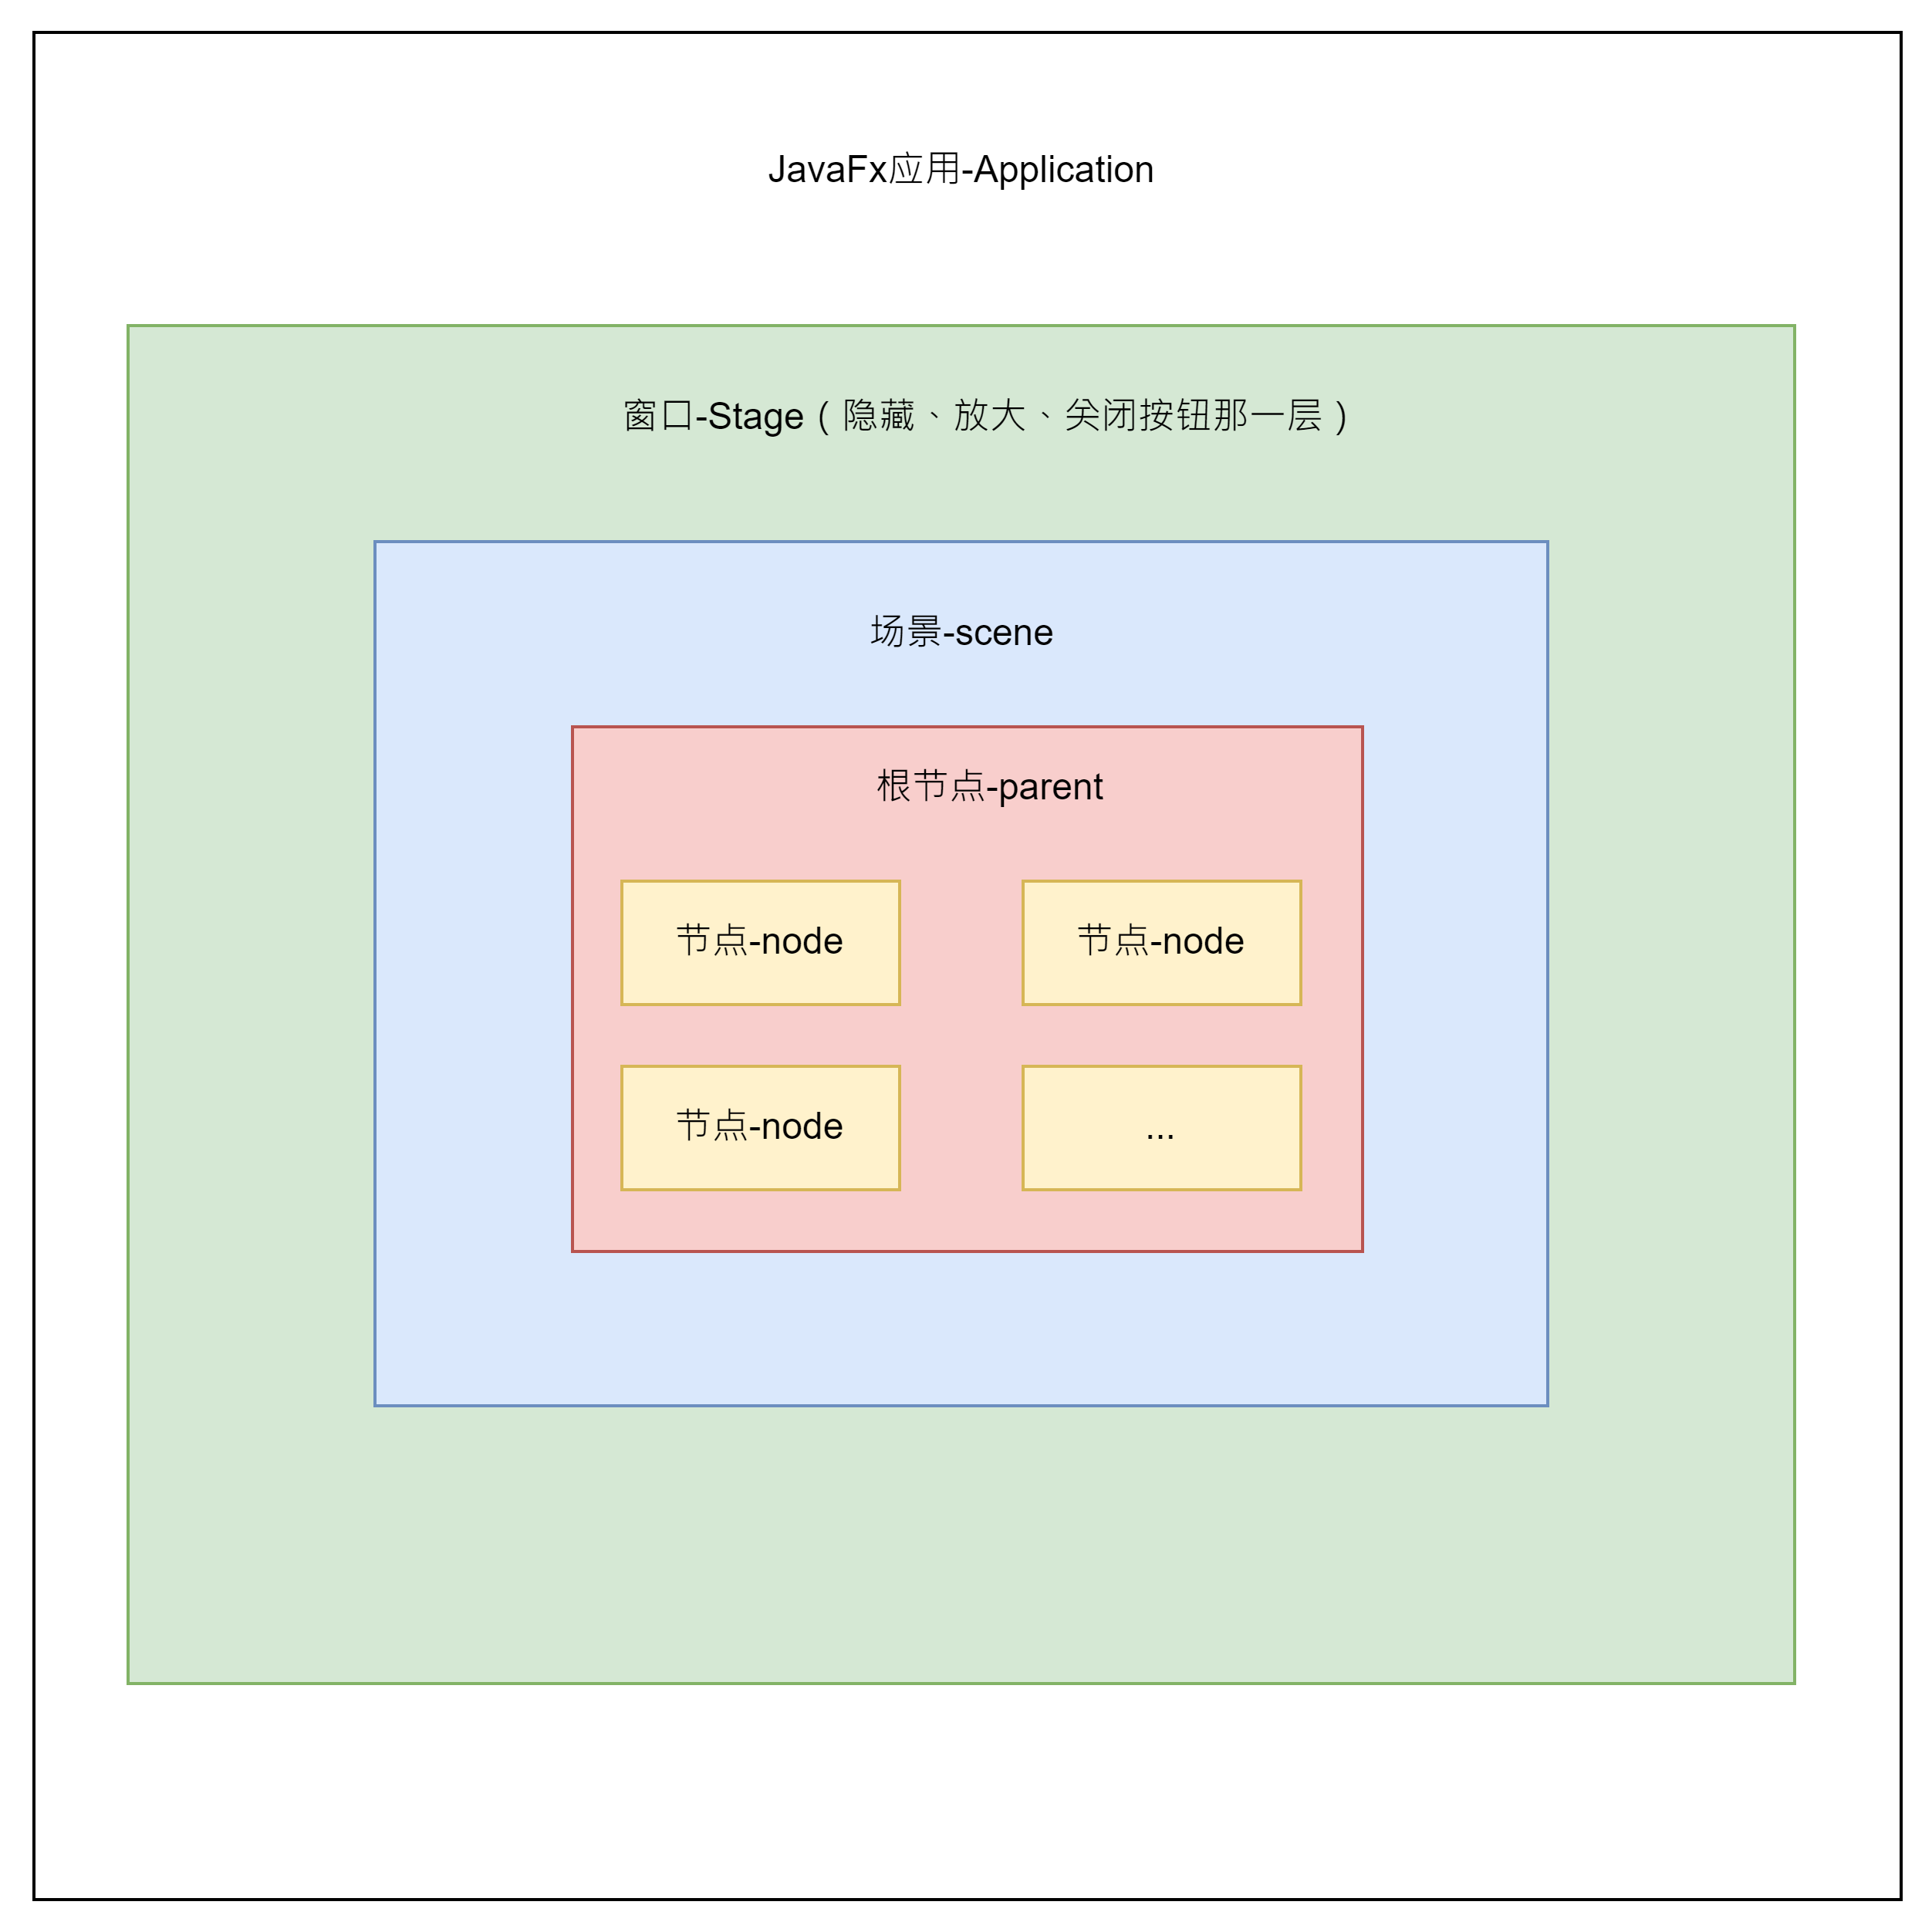 JavaFx应用-Application
窗口-Stage（隐藏、放大、关闭按钮那一层）
场景-scene
根节点-parent
节点-node
节点-node
节点-node
...